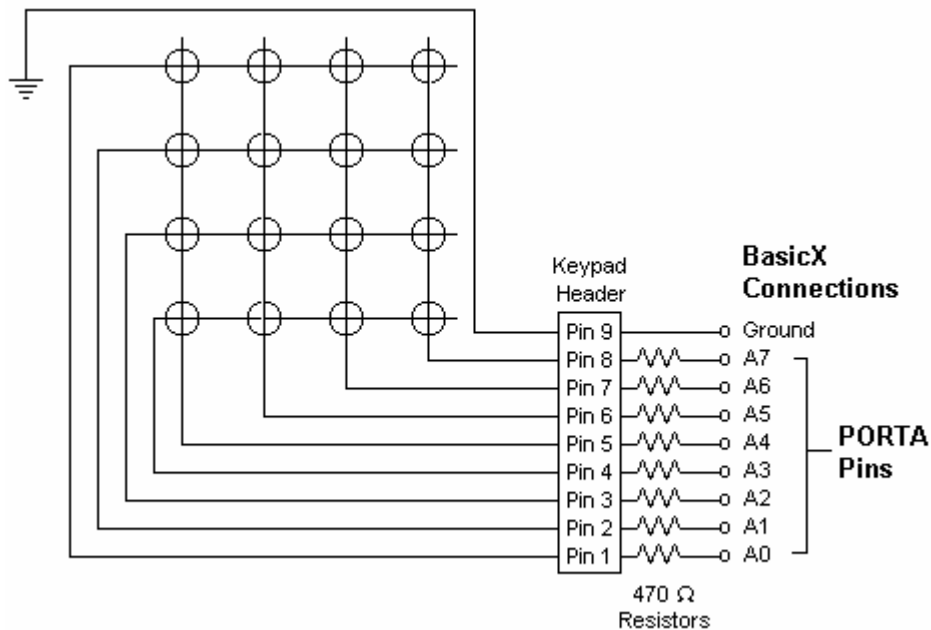 BasicX
Connections
Keypad
Header
Pin 9 Ground
Pin 8 A7
Pin 7 A6
Pin 6 A5
Pin 5 A4
Pin 4 A3
Pin 3 A2
Pin 2 A1
Pin 1 A0
PORTA
Pins
470 Ω
Resistors